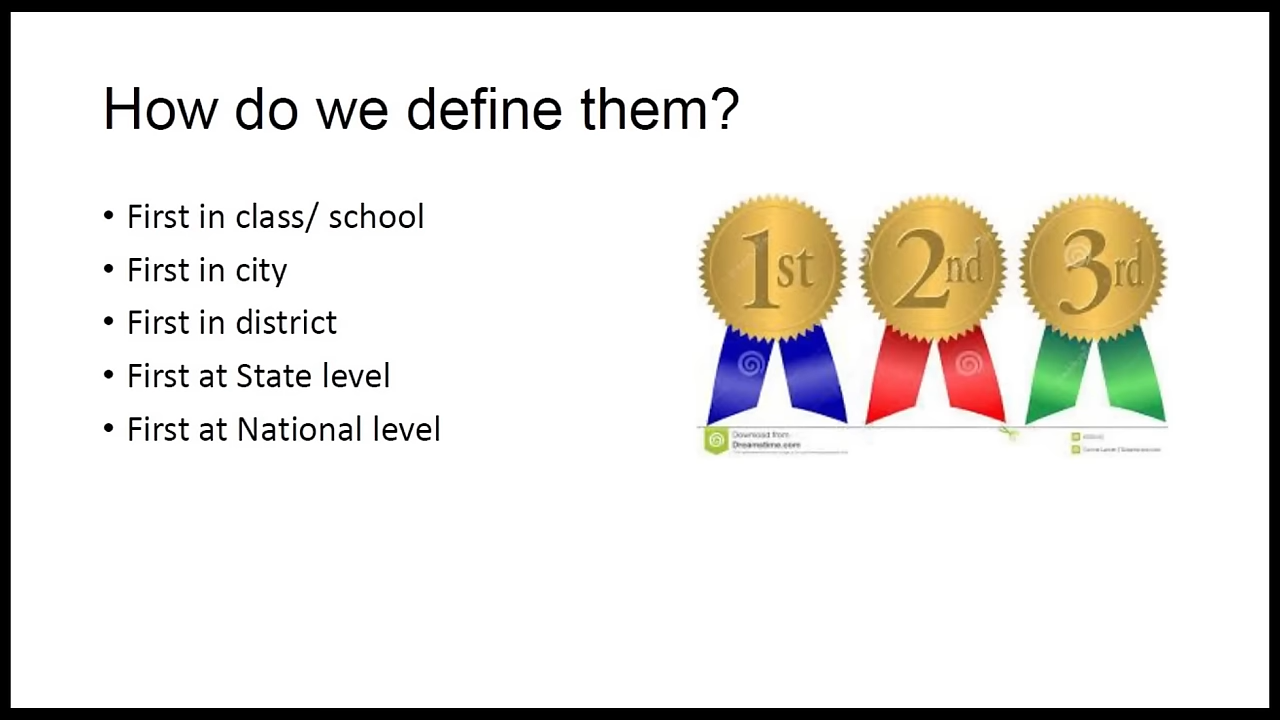 How do we define them?
• First in class/ school
• First in city
• First in district
• First at State level
• First at National level
1st
2nd
3rd
Download from
Dreamstime.com